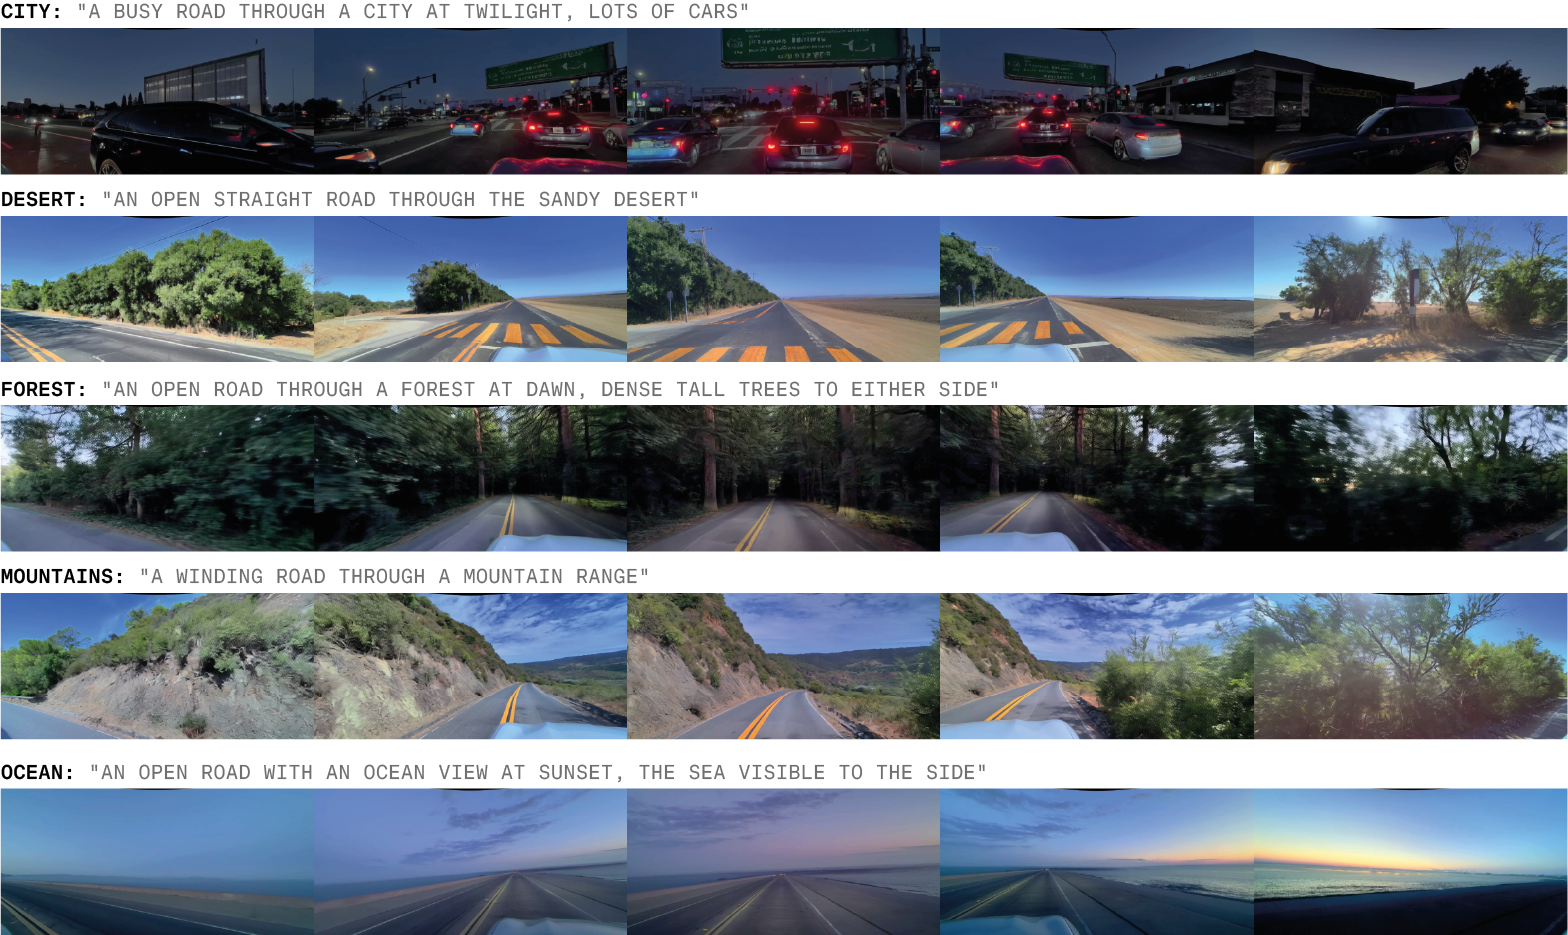 CITY: "A BUSY ROAD THROUGH A CITY AT TWILIGHT, LOTS OF CARS"
DESERT: "AN OPEN STRAIGHT ROAD THROUGH THE SANDY DESERT"
FOREST: "AN OPEN ROAD THROUGH A FOREST AT DAWN, DENSE TALL TREES TO EITHER SIDE"
MOUNTAINS: "A WINDING ROAD THROUGH A MOUNTAIN RANGE"
OCEAN: "AN OPEN ROAD WITH AN OCEAN VIEW AT SUNSET, THE SEA VISIBLE TO THE SIDE"